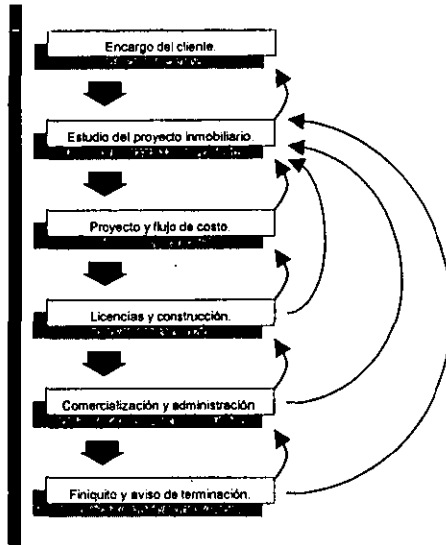 Encargo del cliente.
Estudio del proyecto inmobiliario.
Proyecto y flujo de costo.
Licencias y construcción.
Comercialización y administración
Finiquito y aviso de terminación.